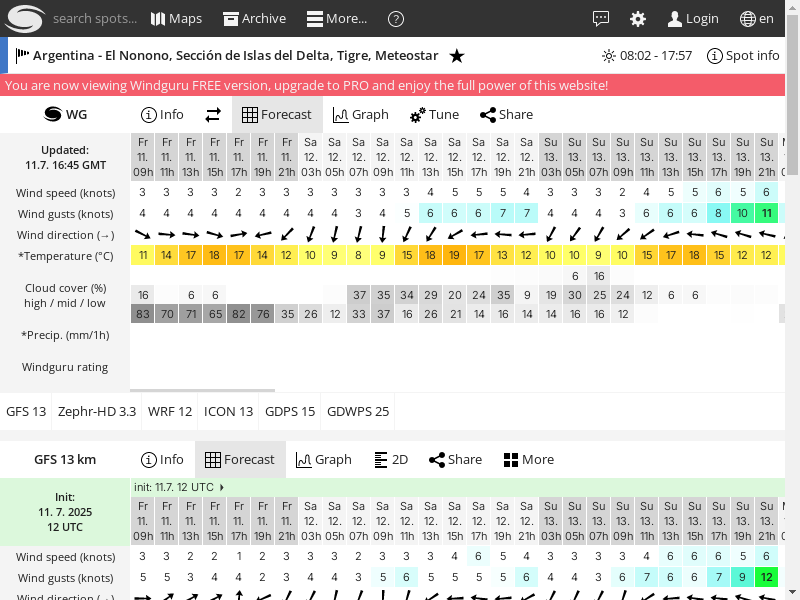 search spots... Maps Archive More... ? Login en
Argentina - El Nonono, Sección de Islas del Delta, Tigre, Meteostar ★ 08:02 - 17:57 Spot info
You are now viewing Windguru FREE version, upgrade to PRO and enjoy the full power of this website!
WG Info Forecast Graph Tune Share
Updated:
11.7. 16:45 GMT
Fr Fr Fr Fr Fr Fr Fr Sa Sa Sa Sa Sa Sa Sa Sa Sa Sa Su Su Su Su Su Su Su Su Su Su
11. 11. 11. 11. 11. 11. 11. 12. 12. 12. 12. 12. 12. 12. 12. 12. 12. 13. 13. 13. 13. 13. 13. 13. 13. 13. 13.
09h 11h 13h 15h 17h 19h 21h 03h 05h 07h 09h 11h 13h 15h 17h 19h 21h 03h 05h 07h 09h 11h 13h 15h 17h 19h 21h
Wind speed (knots) 3 3 3 3 2 3 3 3 3 3 3 3 4 5 5 5 4 3 3 3 2 4 5 5 6 5 6
Wind gusts (knots) 4 4 4 4 4 4 4 4 4 3 4 5 6 6 6 7 7 4 4 4 3 6 6 6 8 10 11
Wind direction (→)
*Temperature (°C) 11 14 17 18 17 14 12 10 9 8 9 15 18 19 17 13 12 10 10 9 10 15 17 18 15 12 12
Cloud cover (%)
high / mid / low
6 16
16 6 6 37 35 34 29 20 24 35 9 19 30 25 24 12 6 6
83 70 71 65 82 76 35 26 12 33 37 16 26 21 14 16 14 14 16 16 12
*Precip. (mm/1h)
Windguru rating
GFS 13 Zephr-HD 3.3 WRF 12 ICON 13 GDPS 15 GDWPS 25
GFS 13 km Info Forecast Graph 2D Share More
init: 11.7. 12 UTC
Init:
11. 7. 2025
12 UTC
Fr Fr Fr Fr Fr Fr Fr Sa Sa Sa Sa Sa Sa Sa Sa Sa Sa Su Su Su Su Su Su Su Su Su Su
11. 11. 11. 11. 11. 11. 11. 12. 12. 12. 12. 12. 12. 12. 12. 12. 12. 13. 13. 13. 13. 13. 13. 13. 13. 13. 13.
09h 11h 13h 15h 17h 19h 21h 03h 05h 07h 09h 11h 13h 15h 17h 19h 21h 03h 05h 07h 09h 11h 13h 15h 17h 19h 21h
Wind speed (knots) 3 3 2 2 1 2 3 3 3 2 3 3 3 4 6 5 4 3 3 3 3 4 6 6 6 5 6
Wind gusts (knots) 5 5 3 4 4 2 3 4 4 3 5 6 5 5 5 5 6 4 4 3 6 7 6 6 7 9 12
Wind direction (→)